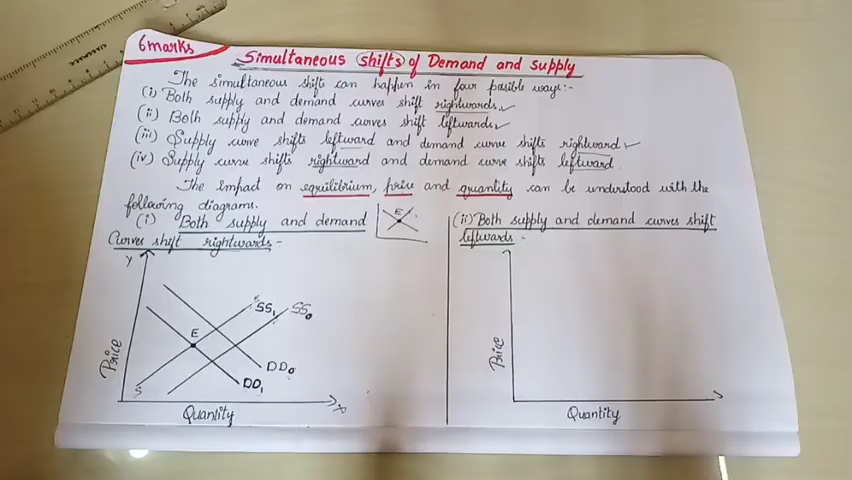 6 marks
Simultaneous shifts of Demand and supply
The simultaneous shift can happen in four posible ways:-
(i) Both supply and demand curves shift rightwards.
(ii) Both supply and demand curves shift leftwards.
(iii) Supply curve shifts leftward and demand curve shifts rightward
(iv) Supply curve shifts rightward and demand curve shifts leftward.
The impact on equilibrium, price and quantity can be understood with the
following diagrams.
(i) Both supply and demand
Curves shift rightwards -
E
Y
Price
S
E
SS1
SS0
DD0
DD1
X
Quantity
(ii) Both supply and demand curves shift
leftwards -
Price
Quantity